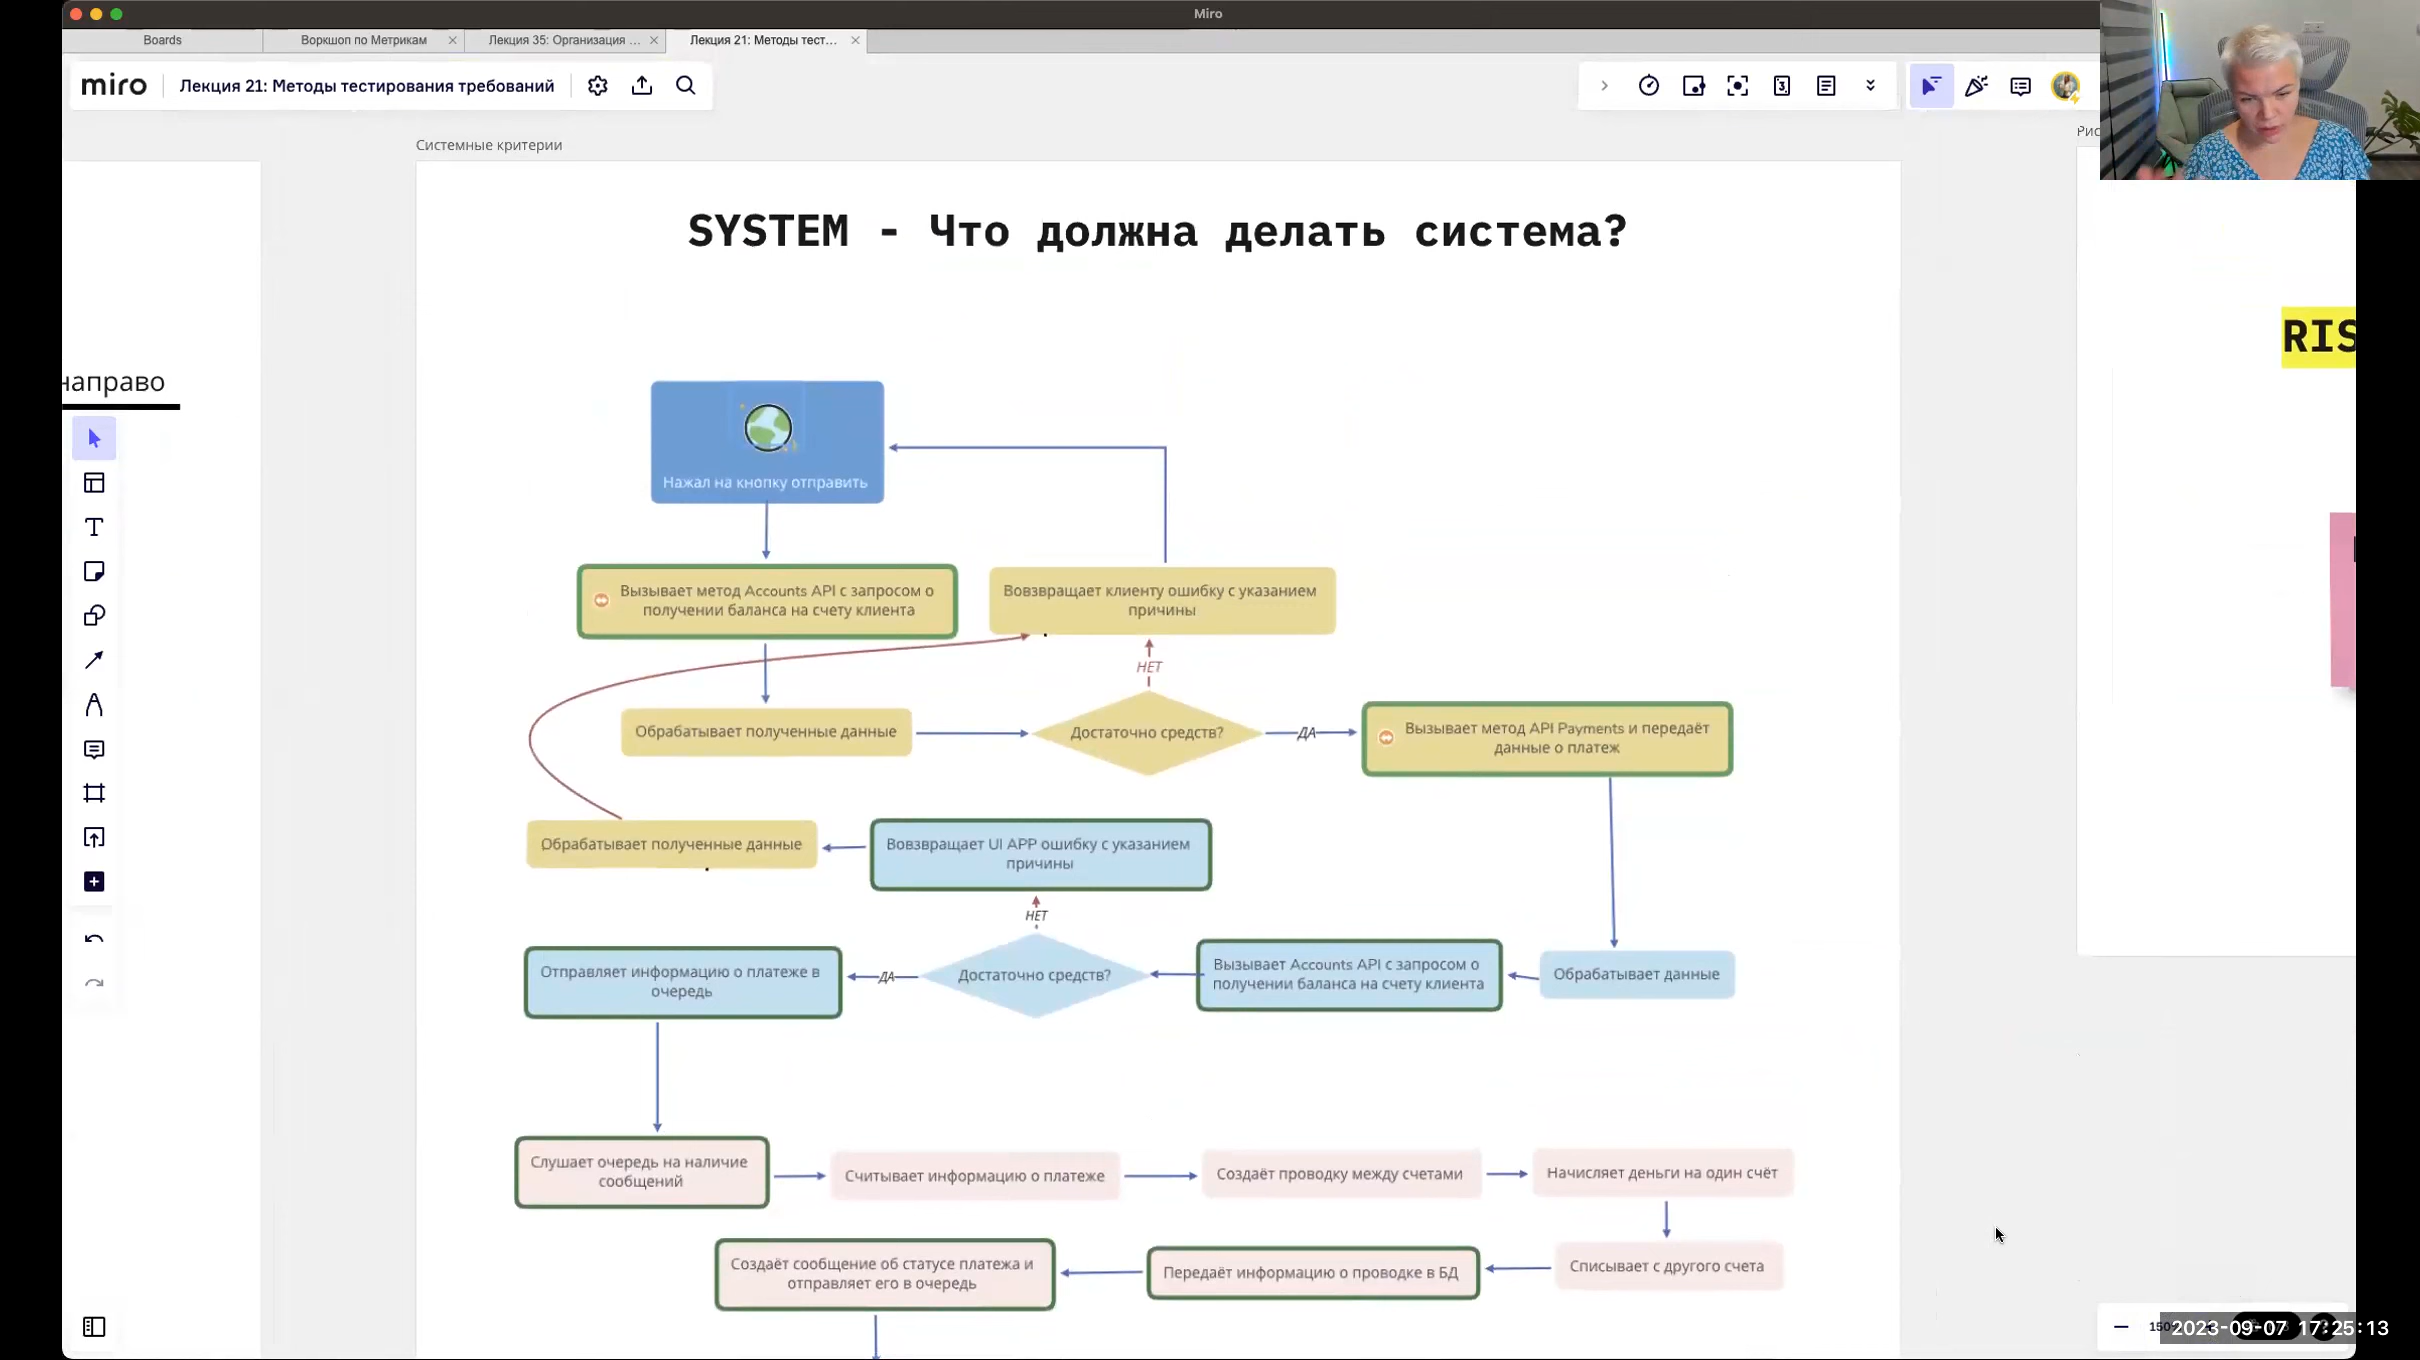 Miro
Boards
Воркшоп по Метрикам
Лекция 35: Организация ...
Лекция 21: Методы тест...
miro
Лекция 21: Методы тестирования требований
Рис
Системные критерии
SYSTEM - Что должна делать система?
RIS
направо
Нажал на кнопку отправить
Вызывает метод Accounts API с запросом о
получении баланса на счету клиента
Вовзвращает клиенту ошибку с указанием
причины
НЕТ
Обрабатывает полученные данные
Достаточно средств?
ДА
Вызывает метод API Payments и передаёт
данные о платеж
Обрабатывает полученные данные
Вовзвращает UI APP ошибку с указанием
причины
НЕТ
Отправляет информацию о платеже в
очередь
ДА
Достаточно средств?
Вызывает Accounts API с запросом о
получении баланса на счету клиента
Обрабатывает данные
Слушает очередь на наличие
сообщений
Считывает информацию о платеже
Создаёт проводку между счетами
Начисляет деньги на один счёт
Создаёт сообщение об статусе платежа и
отправляет его в очередь
Передаёт информацию о проводке в БД
Списывает с другого счета
2023-09-07 17:25:13